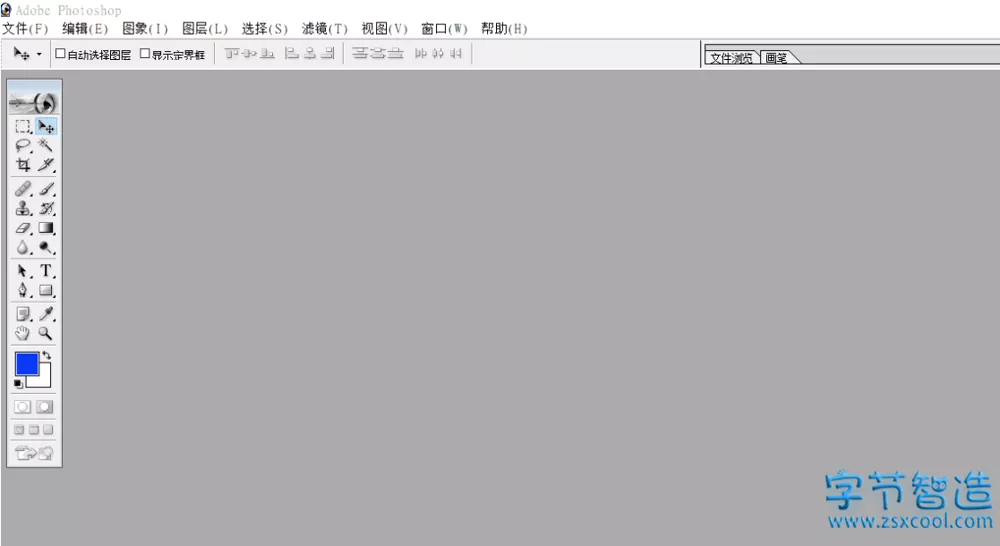 Adobe Photoshop
文件(F) 编辑(E) 图象(I) 图层(L) 选择(S) 滤镜(T) 视图(V) 窗口(W) 帮助(H)
自动选择图层 显示定界框 文件浏览 画笔
T
字节智造
www.zsxcool.com